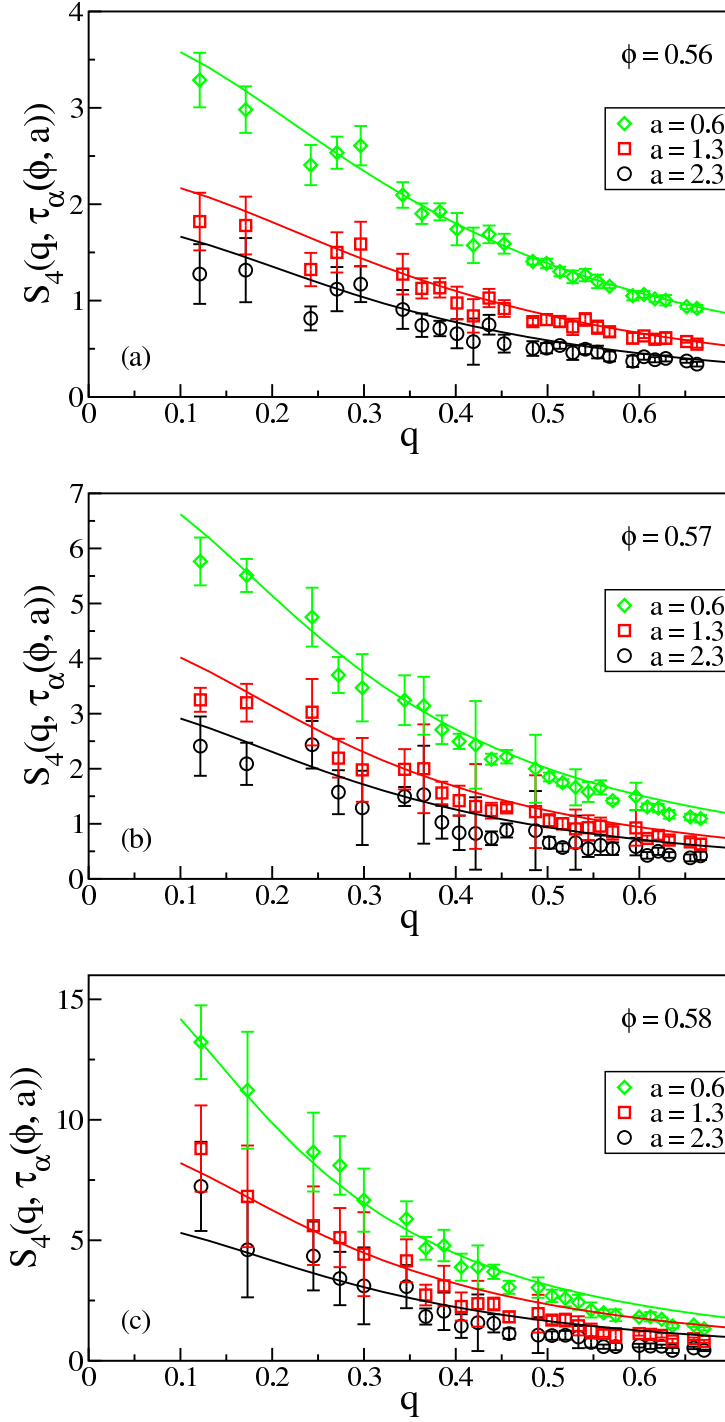 4
3
2
1
0
S₄(q, τ_α(ϕ, a))
ϕ = 0.56
a = 0.6
a = 1.3
a = 2.3
(a)
0 0.1 0.2 0.3 0.4 0.5 0.6
q
7
6
5
4
3
2
1
0
S₄(q, τ_α(ϕ, a))
ϕ = 0.57
a = 0.6
a = 1.3
a = 2.3
(b)
0 0.1 0.2 0.3 0.4 0.5 0.6
q
15
10
5
0
S₄(q, τ_α(ϕ, a))
ϕ = 0.58
a = 0.6
a = 1.3
a = 2.3
(c)
0 0.1 0.2 0.3 0.4 0.5 0.6
q